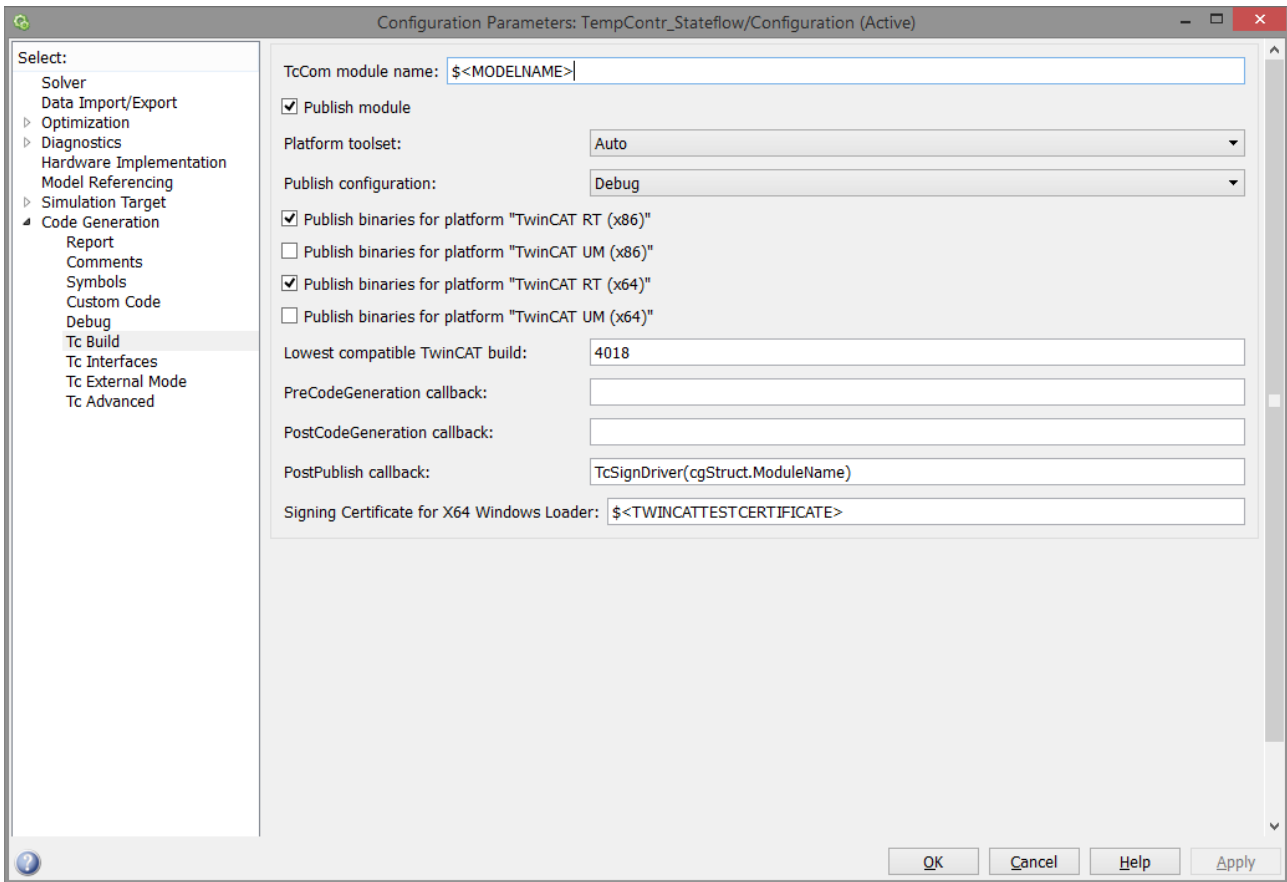 Configuration Parameters: TempContr_Stateflow/Configuration (Active)
Select:
Solver
Data Import/Export
Optimization
Diagnostics
Hardware Implementation
Model Referencing
Simulation Target
Code Generation
Report
Comments
Symbols
Custom Code
Debug
Tc Build
Tc Interfaces
Tc External Mode
Tc Advanced
TcCom module name: $<MODELNAME>
Publish module
Platform toolset: Auto
Publish configuration: Debug
Publish binaries for platform "TwinCAT RT (x86)"
Publish binaries for platform "TwinCAT UM (x86)"
Publish binaries for platform "TwinCAT RT (x64)"
Publish binaries for platform "TwinCAT UM (x64)"
Lowest compatible TwinCAT build: 4018
PreCodeGeneration callback:
PostCodeGeneration callback:
PostPublish callback: TcSignDriver(cgStruct.ModuleName)
Signing Certificate for X64 Windows Loader: $<TWINCATTESTCERTIFICATE>
OK Cancel Help Apply